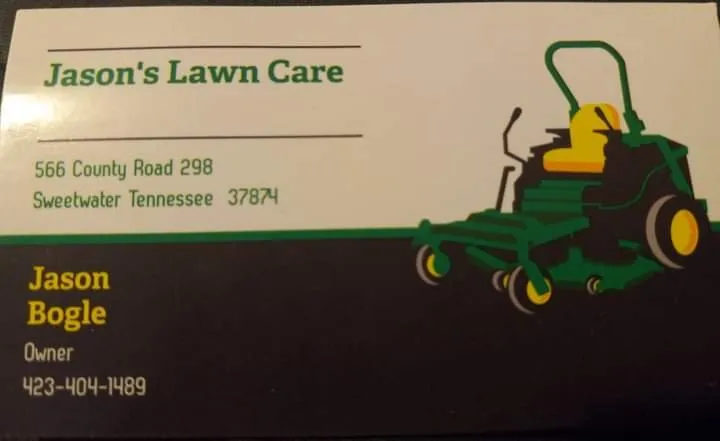 Jason's Lawn Care
566 County Road 298
Sweetwater Tennessee 37874
Jason
Bogle
Owner
423-404-1489